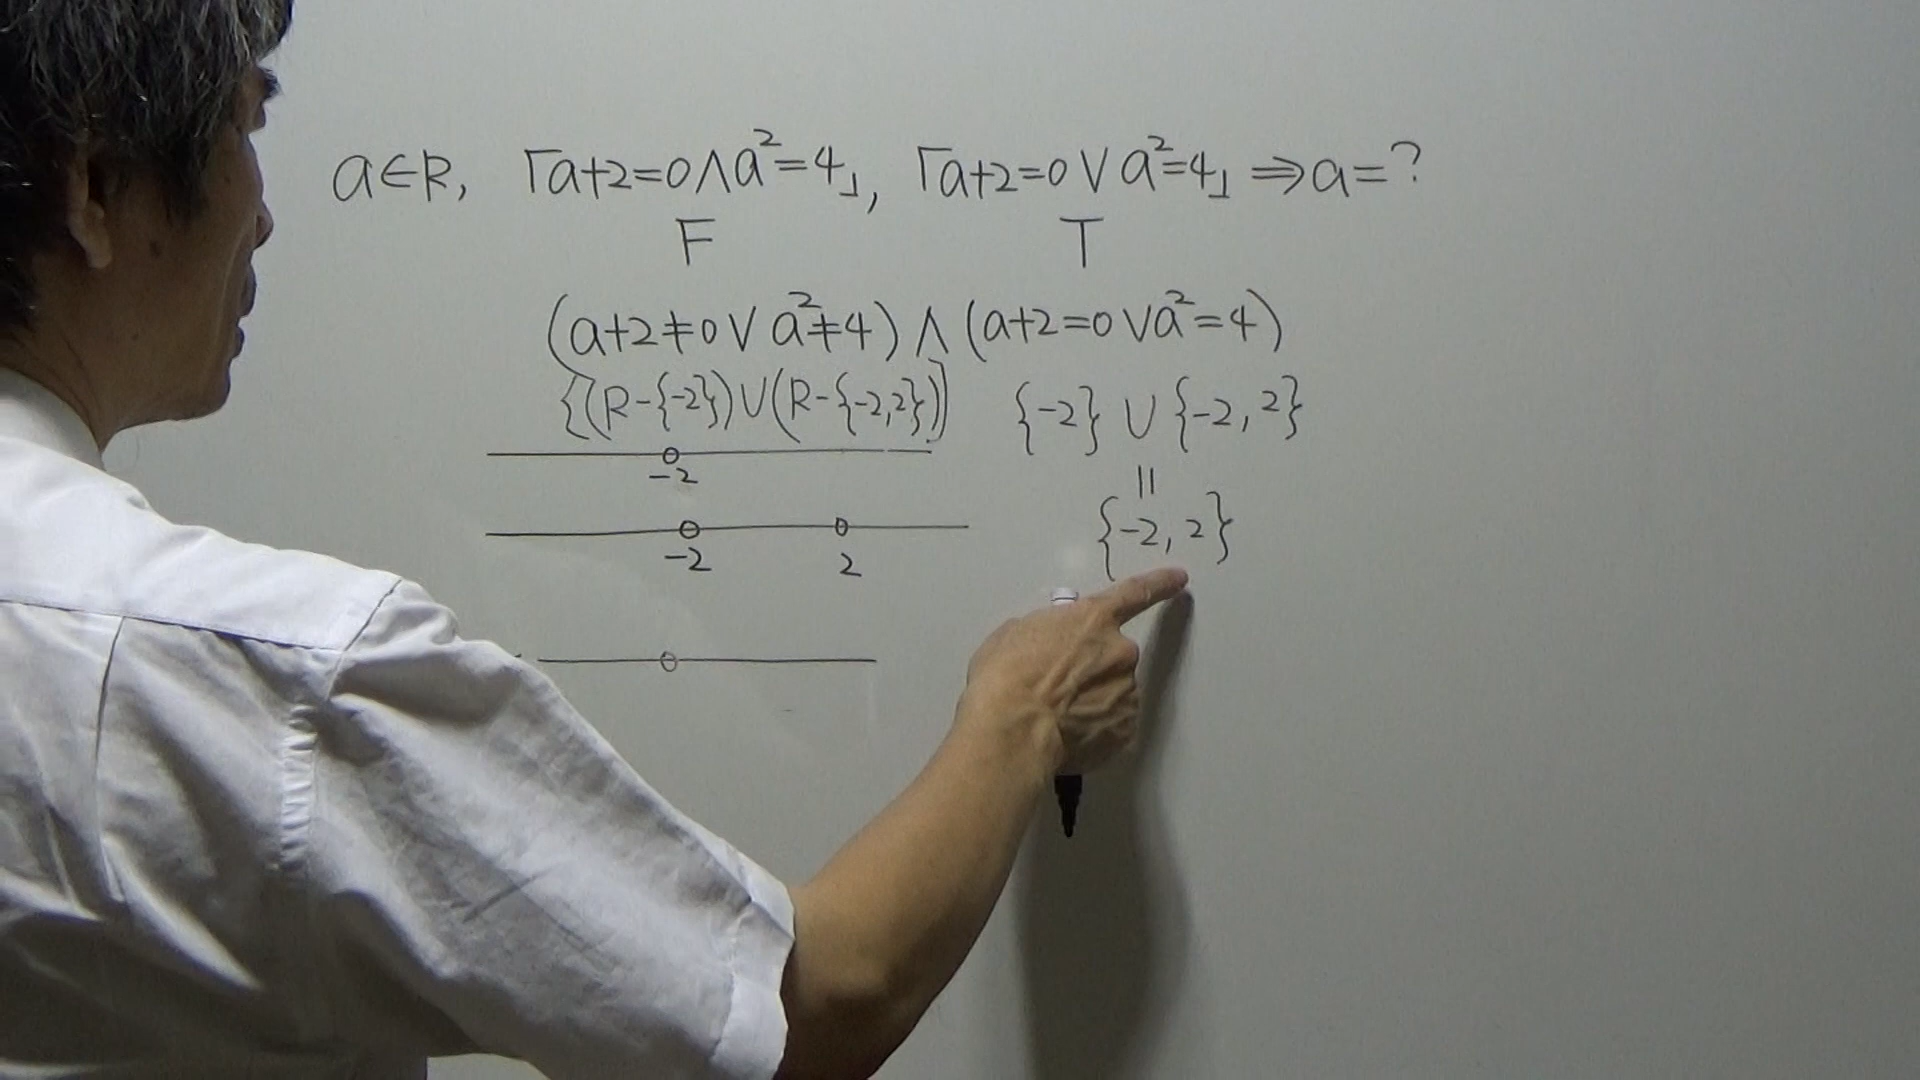 a∈R, 「a+2=0∧a²=4」, 「a+2=0∨a²=4」⇒a=?
F T
(a+2≠0∨a²≠4)∧(a+2=0∨a²=4)
{(R-{-2})∪(R-{-2,2})} {-2}∪{-2,2}
-2
=
{-2,2}
-2 2